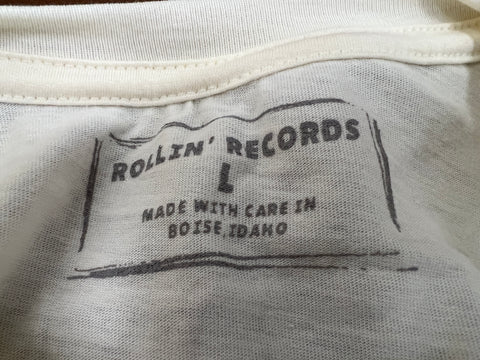 ROLLIN' RECORDS
L
MADE WITH CARE IN
BOISE, IDAHO